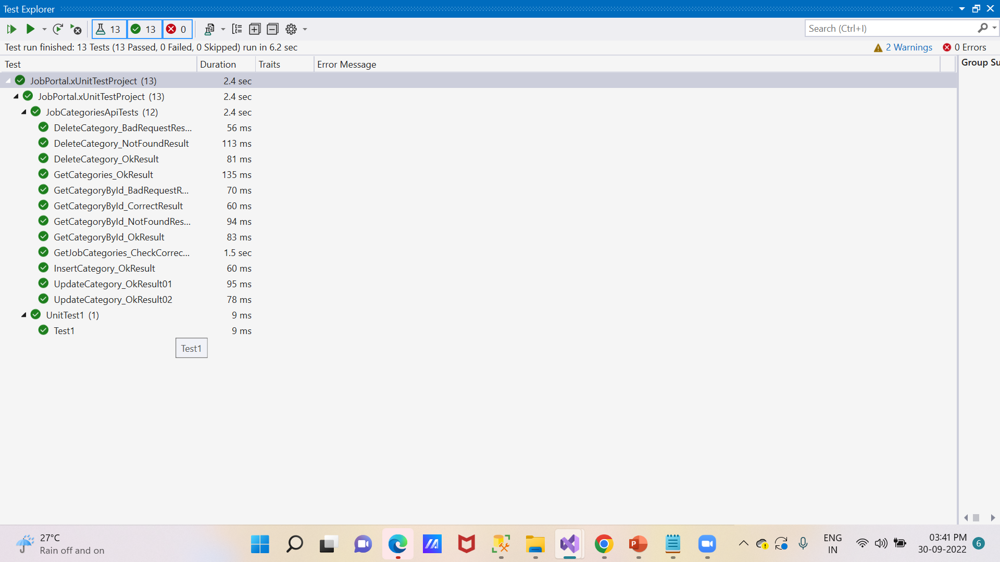 Test Explorer
13 13 0
Search (Ctrl+I)
Test run finished: 13 Tests (13 Passed, 0 Failed, 0 Skipped) run in 6.2 sec
2 Warnings 0 Errors
Test Duration Traits Error Message Group Su
JobPortal.xUnitTestProject (13) 2.4 sec
JobPortal.xUnitTestProject (13) 2.4 sec
JobCategoriesApiTests (12) 2.4 sec
DeleteCategory_BadRequestRes... 56 ms
DeleteCategory_NotFoundResult 113 ms
DeleteCategory_OkResult 81 ms
GetCategories_OkResult 135 ms
GetCategoryById_BadRequestR... 70 ms
GetCategoryById_CorrectResult 60 ms
GetCategoryById_NotFoundRes... 94 ms
GetCategoryById_OkResult 83 ms
GetJobCategories_CheckCorrec... 1.5 sec
InsertCategory_OkResult 60 ms
UpdateCategory_OkResult01 95 ms
UpdateCategory_OkResult02 78 ms
UnitTest1 (1) 9 ms
Test1 9 ms
Test1
27°C
Rain off and on
ENG
IN
03:41 PM
30-09-2022
6